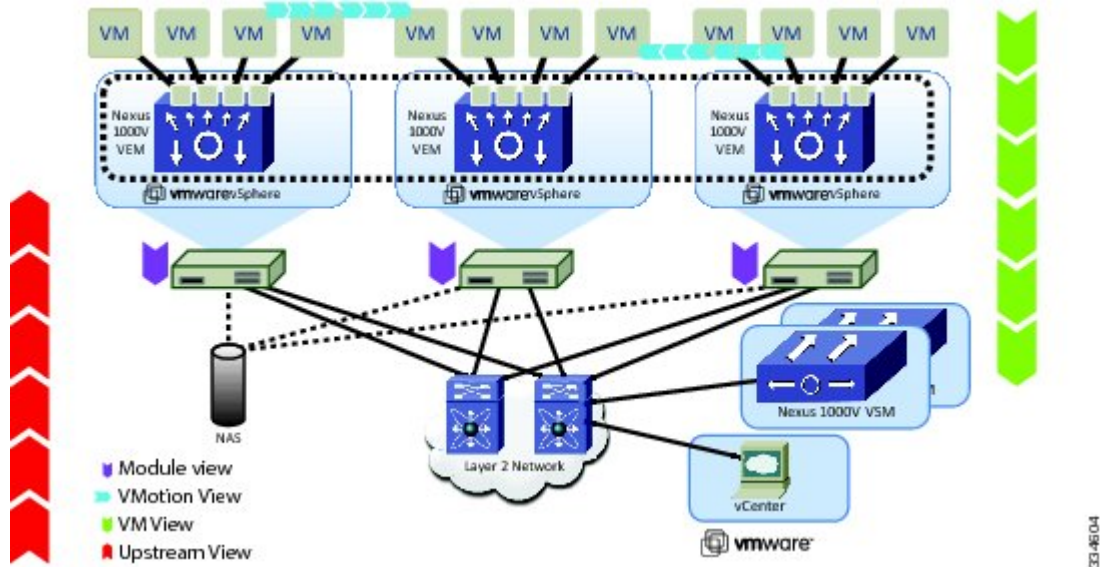 VM VM VM VM VM VM VM VM VM VM VM VM
Nexus
1000V
VEM
Nexus
1000V
VEM
Nexus
1000V
VEM
vmware vSphere
vmware vSphere
vmware vSphere
NAS
M
Nexus 1000V VSM
Layer 2 Network
Module view
VMotion View
VM View
Upstream View
vCenter
vmware
334604